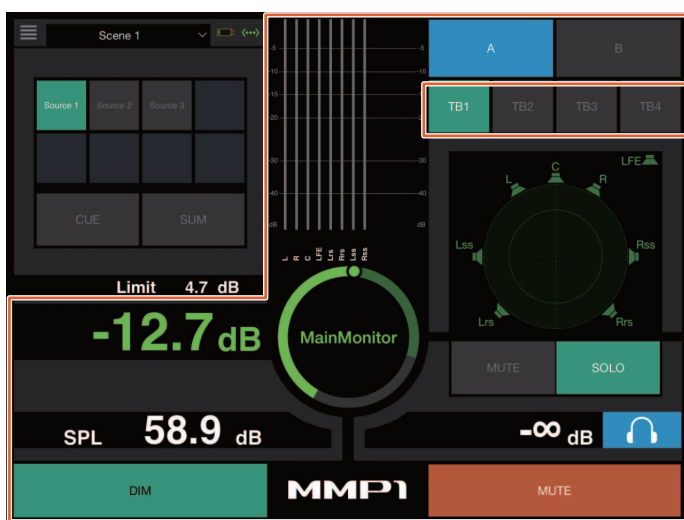 Scene 1
Source 1 Source 2 Source 3
CUE SUM
Limit 4.7 dB
-12.7 dB
SPL 58.9 dB
DIM
-5 -5
-10 -10
-15 -15
-20 -20
-30 -30
-40 -40
dB dB
L R C LFE Lrs Rrs Lss Rss
MainMonitor
MMP1
A B
TB1 TB2 TB3 TB4
LFE
L C R
Lss Rss
Lrs Rrs
MUTE SOLO
-∞ dB
MUTE